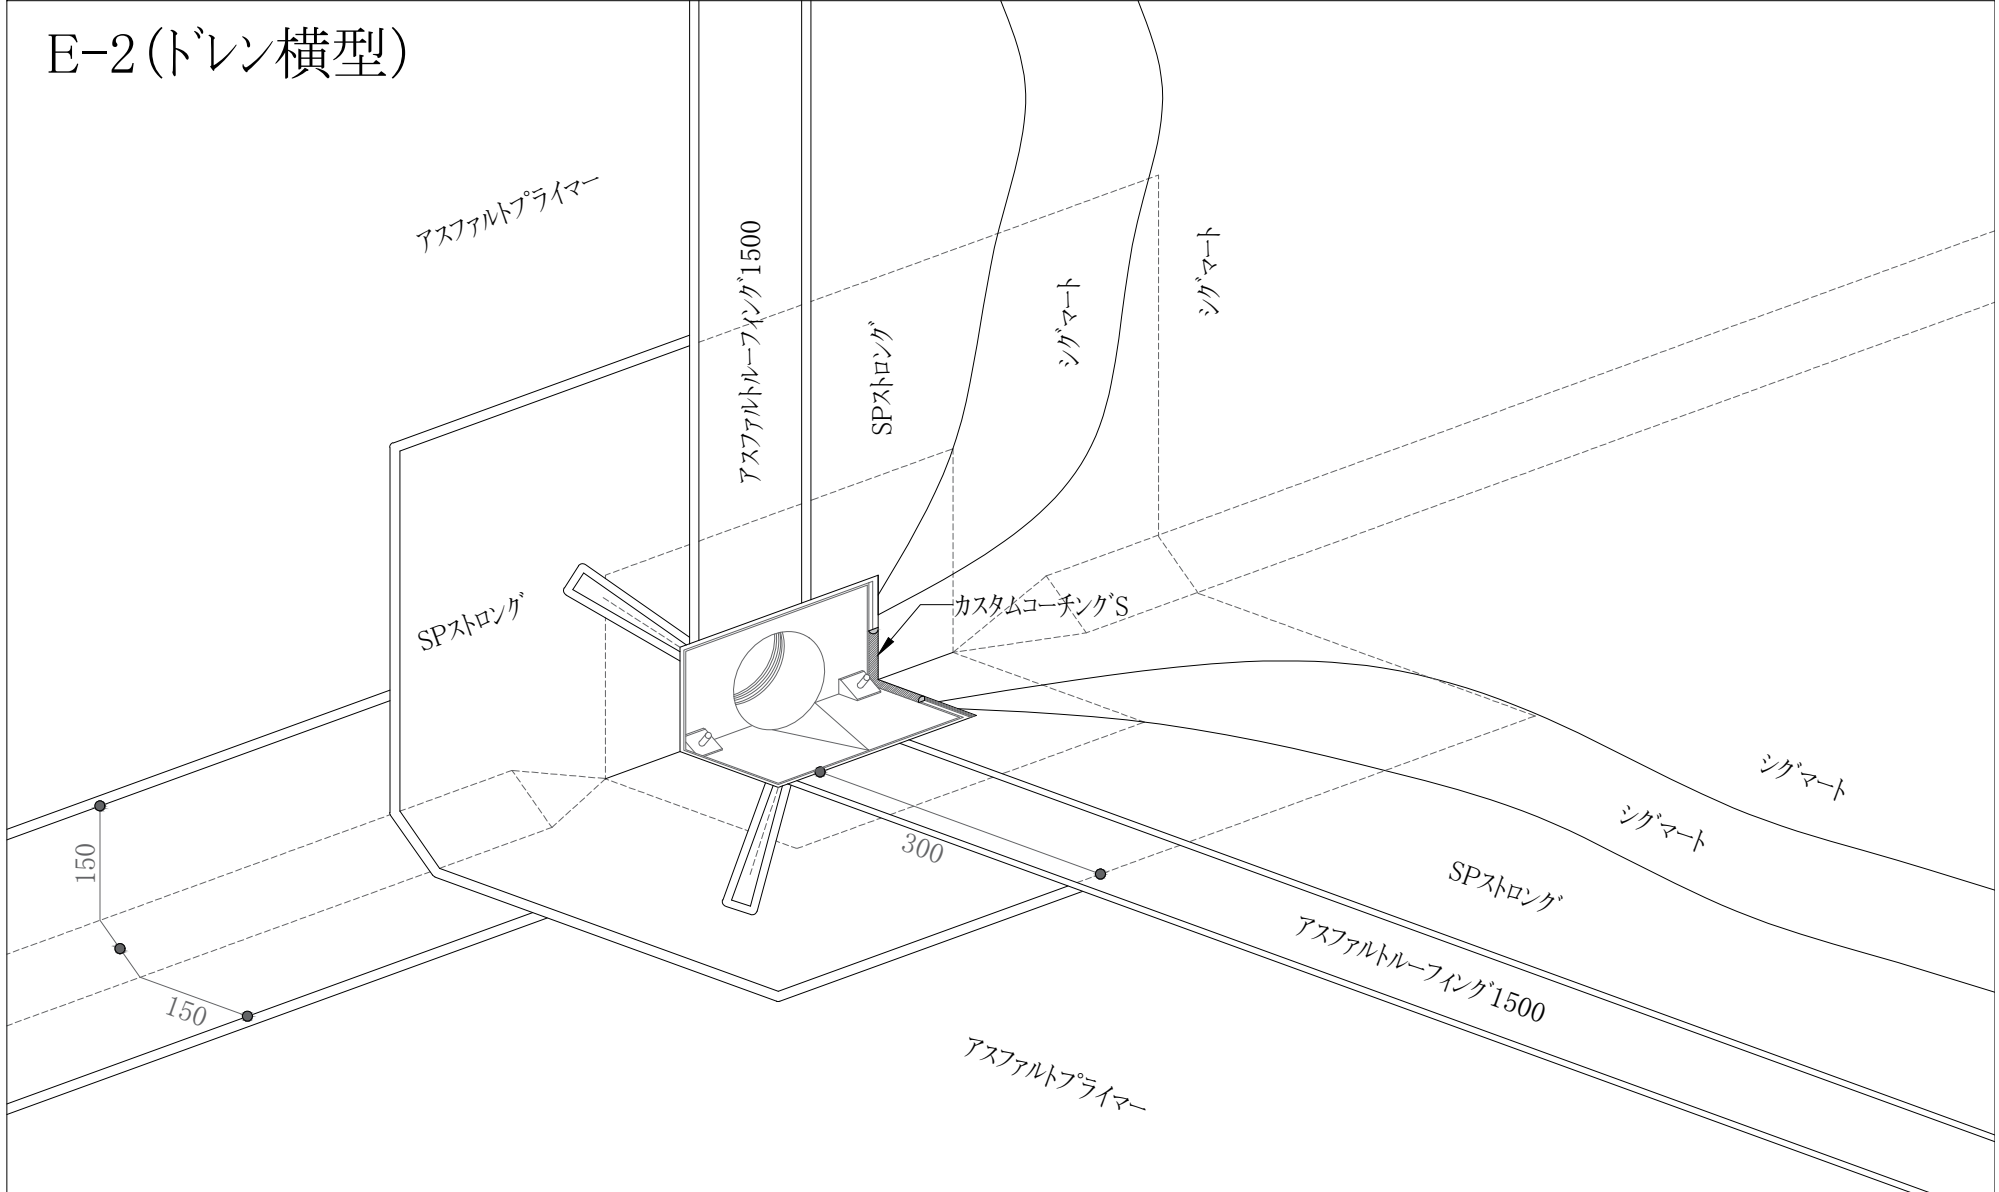 E-2(ドレン横型)
アスファルトプライマー
アスファルトルーフィング1500
SPストロング
シグマート
シグマート
SPストロング
カスタムコーチングS
150
150
300
シグマート
シグマート
SPストロング
アスファルトルーフィング1500
アスファルトプライマー